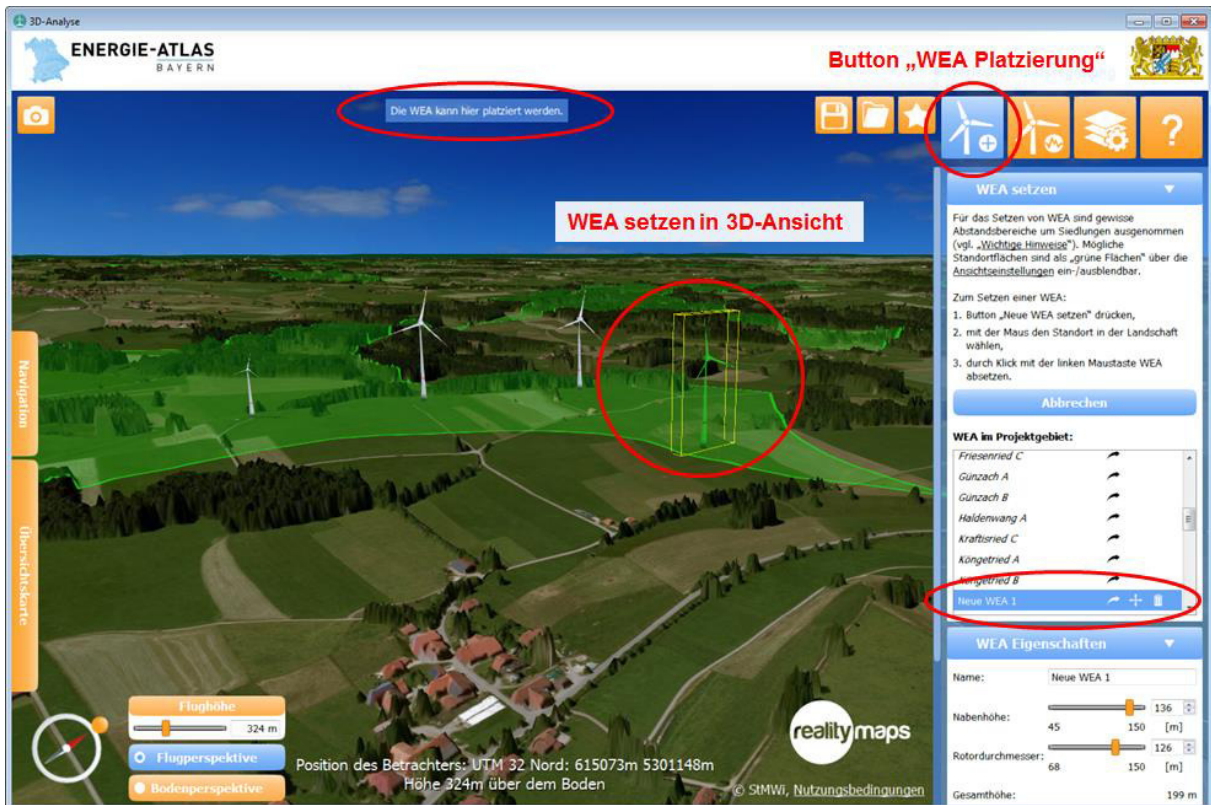 3D-Analyse
ENERGIE-ATLAS
BAYERN
Button „WEA Platzierung“
Die WEA kann hier platziert werden.
?
WEA setzen in 3D-Ansicht
Navigation
Übersichtskarte
WEA setzen
Für das Setzen von WEA sind gewisse
Abstandsbereiche um Siedlungen ausgenommen
(vgl. „Wichtige Hinweise“). Mögliche
Standortflächen sind als „grüne Flächen“ über die
Ansichtseinstellungen ein-/ausblendbar.
Zum Setzen einer WEA:
1. Button „Neue WEA setzen“ drücken,
2. mit der Maus den Standort in der Landschaft
wählen,
3. durch Klick mit der linken Maustaste WEA
absetzen.
Abbrechen
WEA im Projektgebiet:
Friesenried C
Günzach A
Günzach B
Haldenwang A
Kraftisried C
Köngetried A
Köngetried B
Neue WEA 1
WEA Eigenschaften
Name: Neue WEA 1
Nabenhöhe: 136
45 150 [m]
Rotordurchmesser: 126
68 150 [m]
Gesamthöhe: 199 m
Flughöhe
324 m
Flugperspektive
Bodenperspektive
Position des Betrachters: UTM 32 Nord: 615073m 5301148m
Höhe 324m über dem Boden
realitymaps
© StMWi, Nutzungsbedingungen